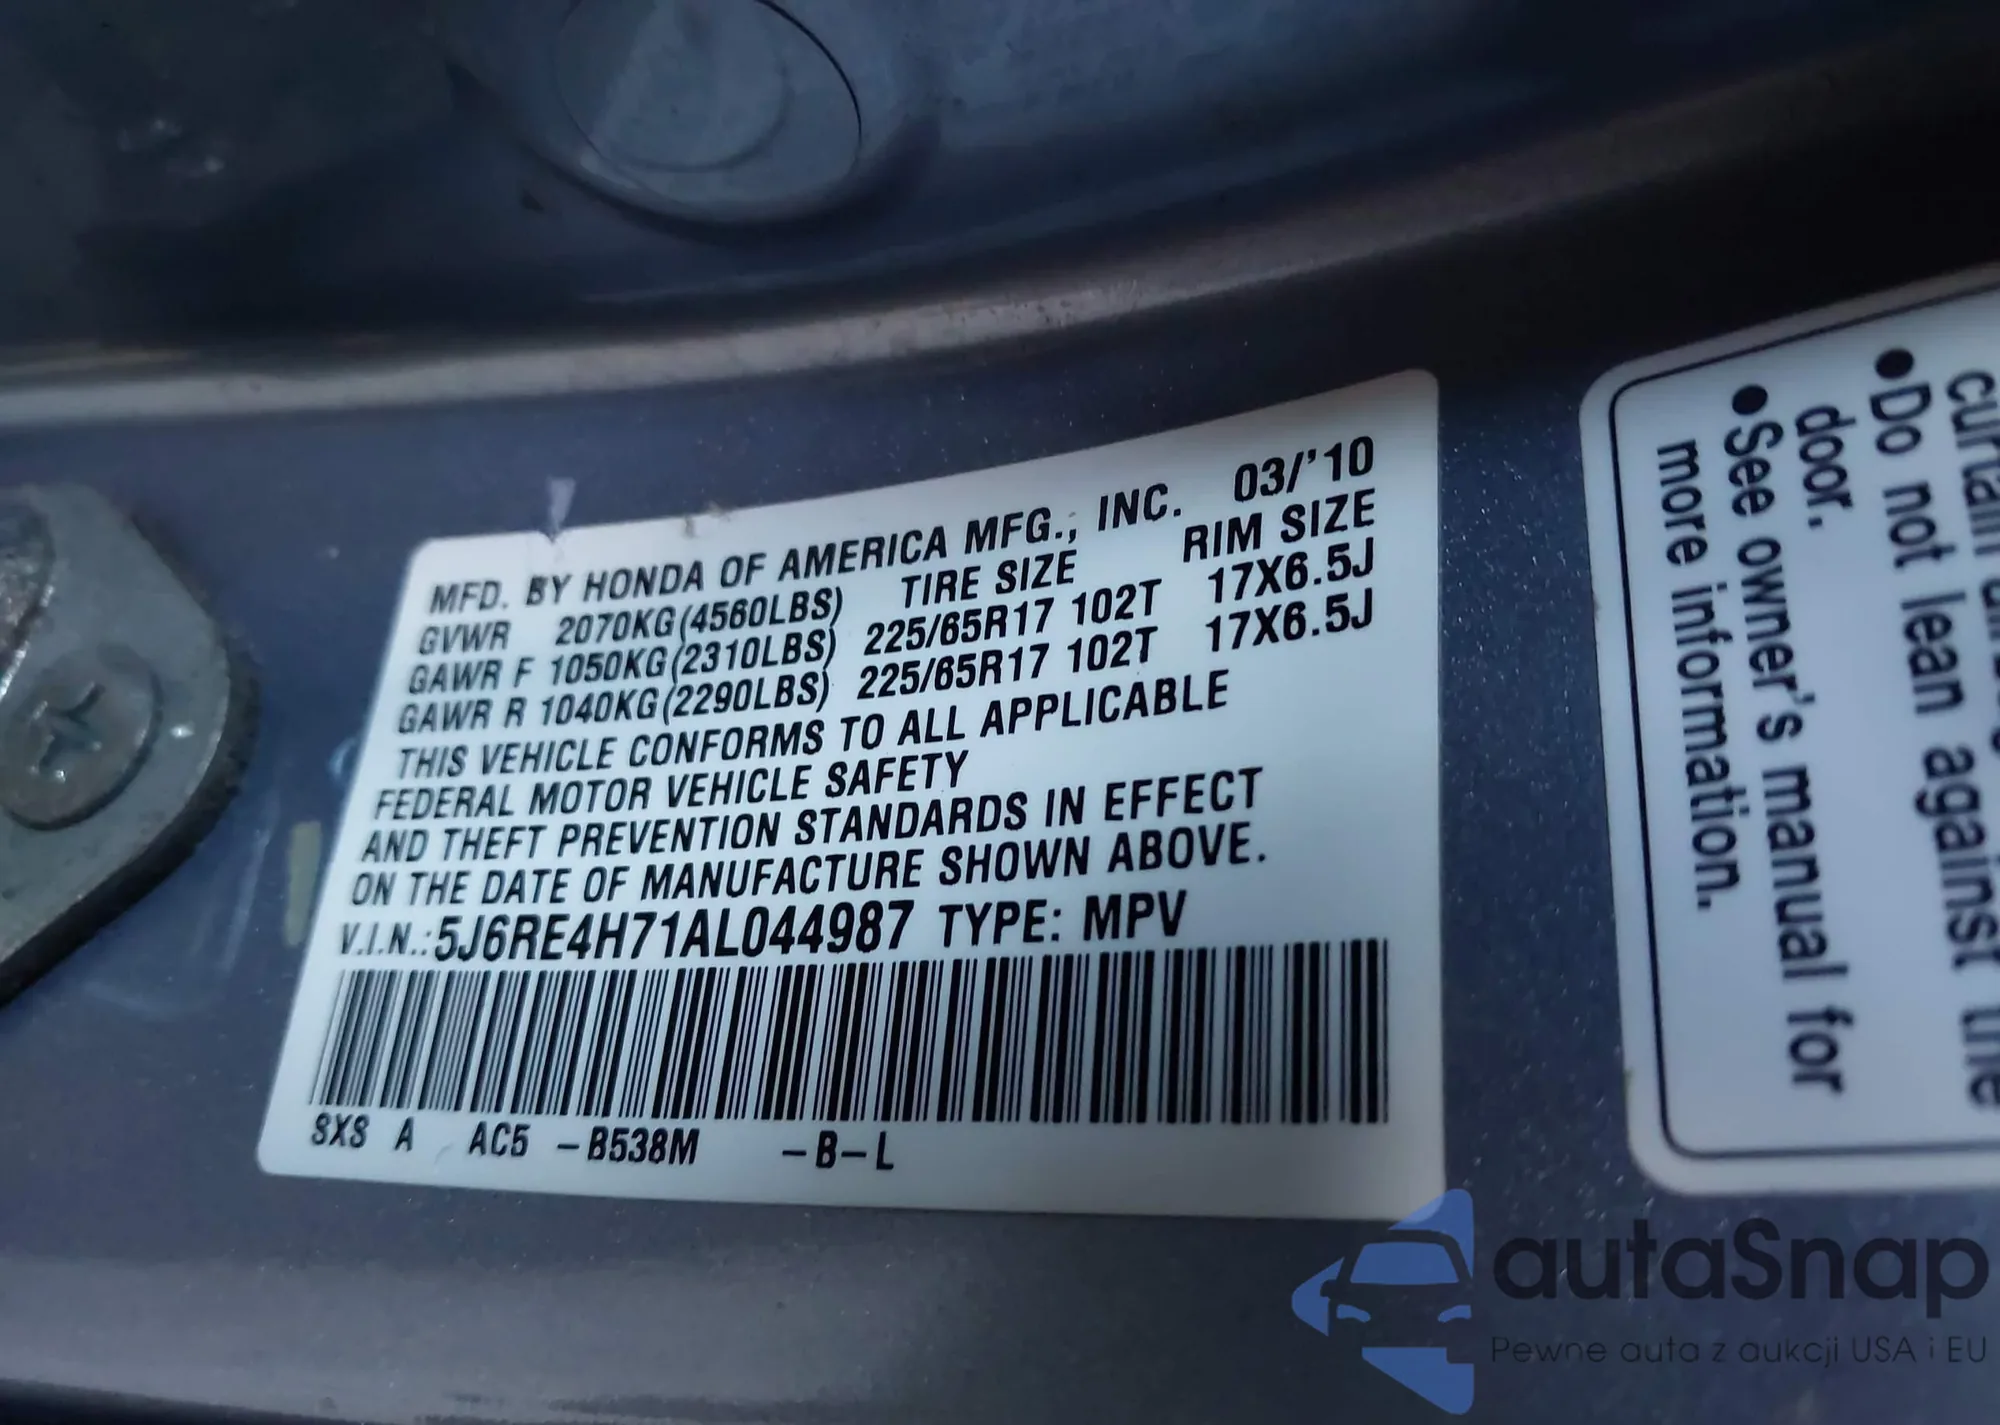 MFD. BY HONDA OF AMERICA MFG., INC. 03/'10
GVWR 2070KG(4560LBS) TIRE SIZE RIM SIZE
GAWR F 1050KG(2310LBS) 225/65R17 102T 17X6.5J
GAWR R 1040KG(2290LBS) 225/65R17 102T 17X6.5J
THIS VEHICLE CONFORMS TO ALL APPLICABLE
FEDERAL MOTOR VEHICLE SAFETY
AND THEFT PREVENTION STANDARDS IN EFFECT
ON THE DATE OF MANUFACTURE SHOWN ABOVE.
V.I.N.:5J6RE4H71AL044987 TYPE: MPV
SXS A AC5 -B538M -B-L
curtain
●Do not lean against the
door.
●See owner's manual for
more information.
autaSnap
Pewne auta z aukcji USA i EU